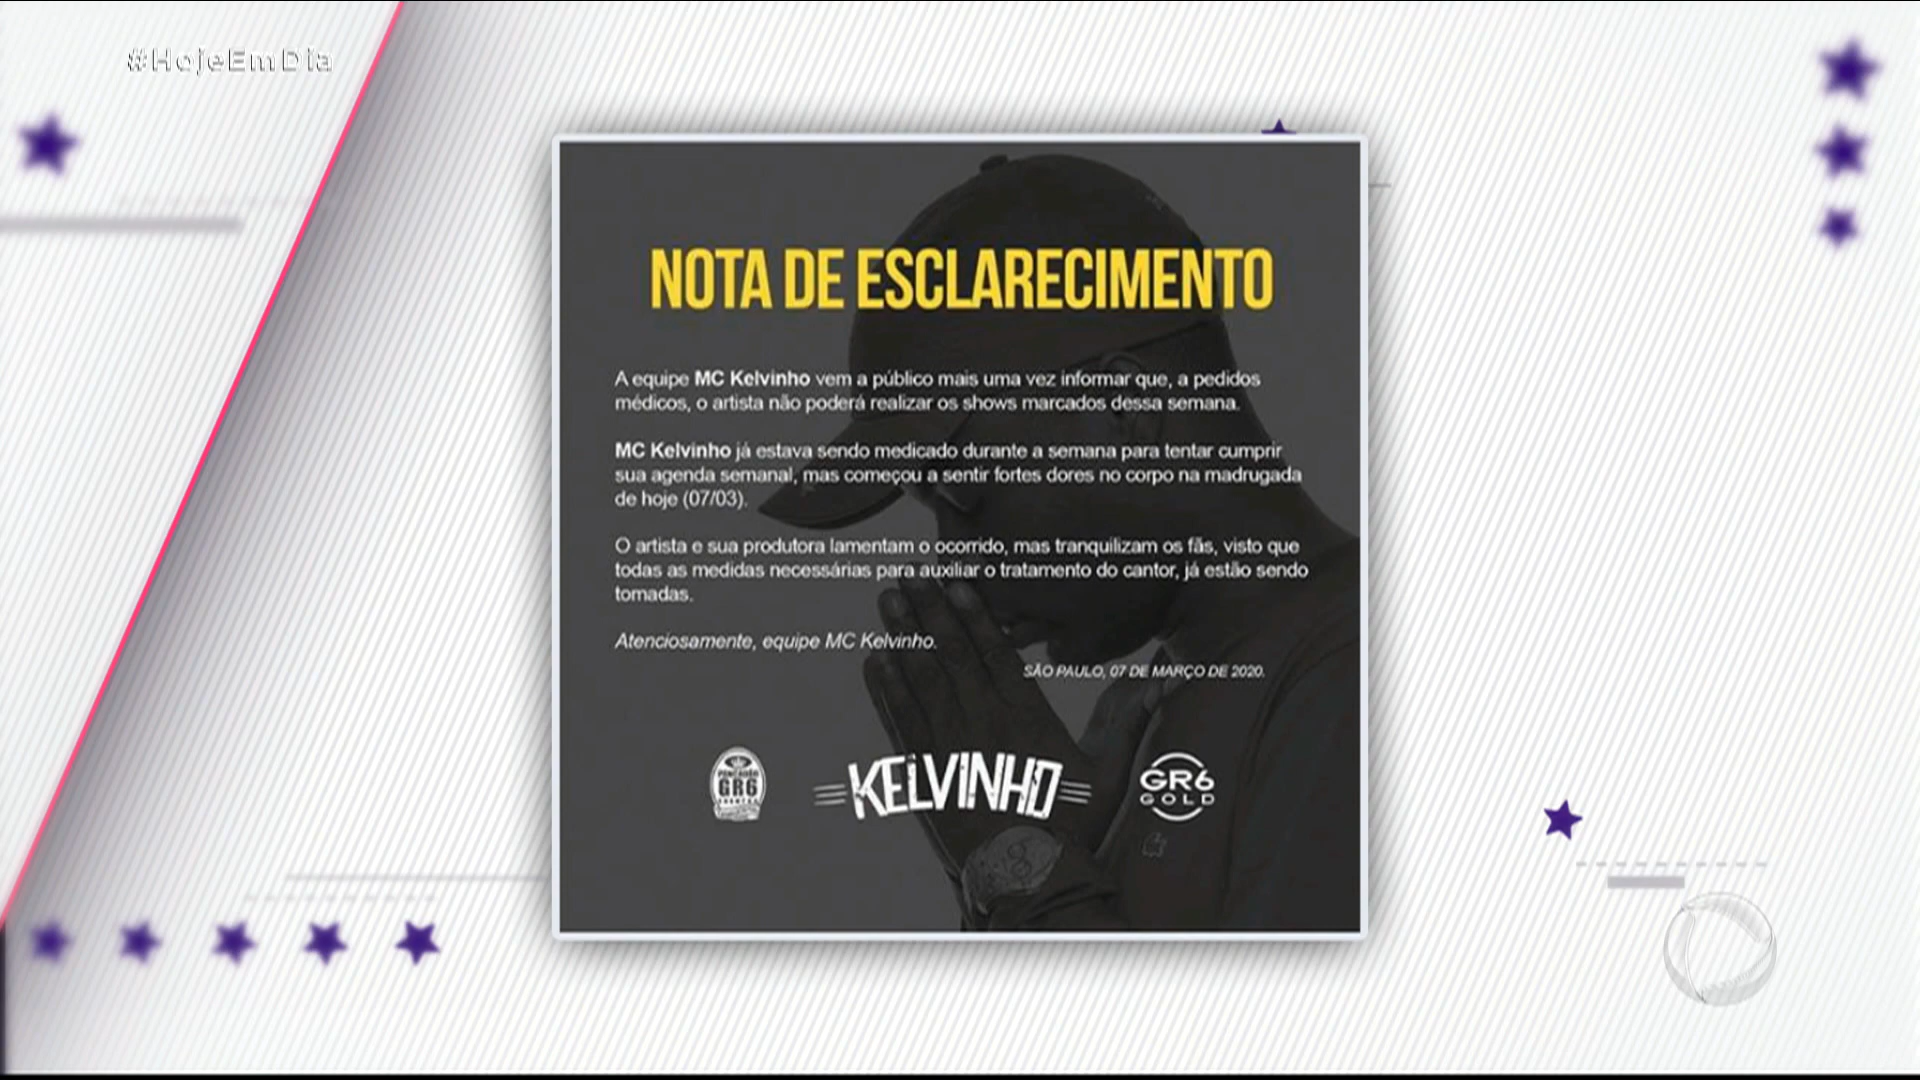 #HojeEmDia
NOTA DE ESCLARECIMENTO
A equipe MC Kelvinho vem a público mais uma vez informar que, a pedidos
médicos, o artista não poderá realizar os shows marcados dessa semana.
MC Kelvinho já estava sendo medicado durante a semana para tentar cumprir
sua agenda semanal, mas começou a sentir fortes dores no corpo na madrugada
de hoje (07/03).
O artista e sua produtora lamentam o ocorrido, mas tranquilizam os fãs, visto que
todas as medidas necessárias para auxiliar o tratamento do cantor, já estão sendo
tomadas.
Atenciosamente, equipe MC Kelvinho.
SÃO PAULO, 07 DE MARÇO DE 2020.
GR6
KELVINHO
GR6
GOLD